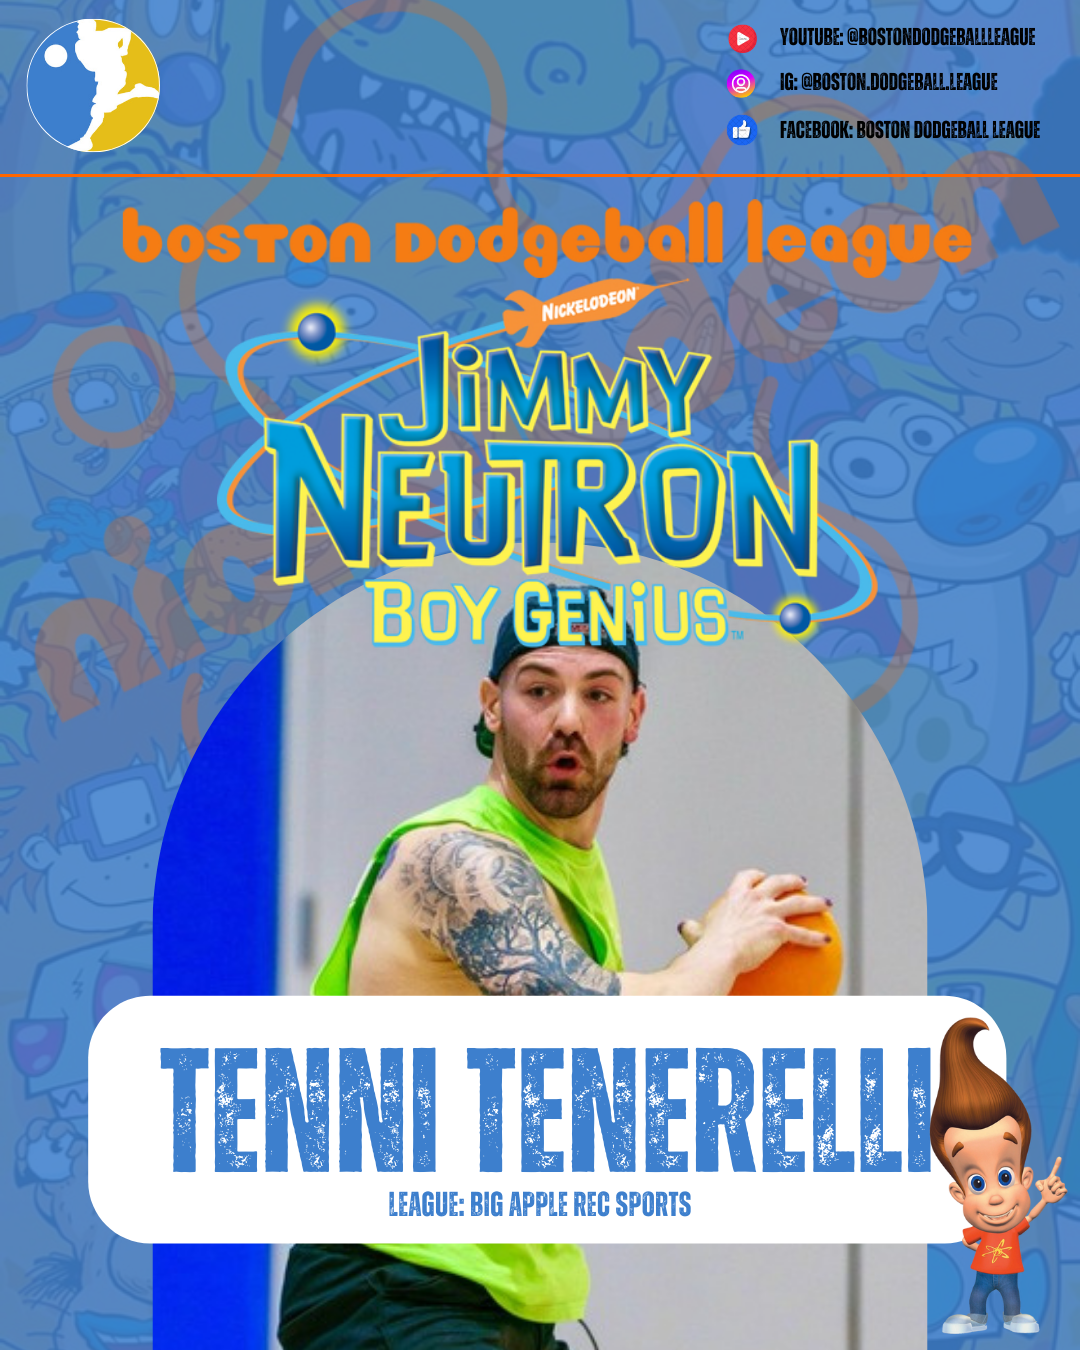 YOUTUBE: @BOSTONDODGEBALLLEAGUE
IG: @BOSTON.DODGEBALL.LEAGUE
FACEBOOK: BOSTON DODGEBALL LEAGUE
boston Dodgeball league
NICKELODEON
JiMMY
NEUTRON
BOY GENiUS™
TENNI TENERELLI
LEAGUE: BIG APPLE REC SPORTS